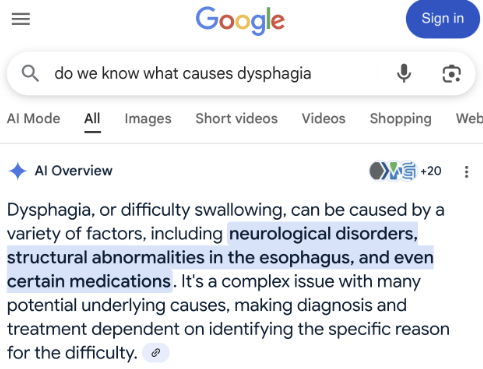 Google
Sign in
do we know what causes dysphagia
AI Mode All Images Short videos Videos Shopping Web
AI Overview
+20
Dysphagia, or difficulty swallowing, can be caused by a
variety of factors, including neurological disorders,
structural abnormalities in the esophagus, and even
certain medications. It's a complex issue with many
potential underlying causes, making diagnosis and
treatment dependent on identifying the specific reason
for the difficulty.